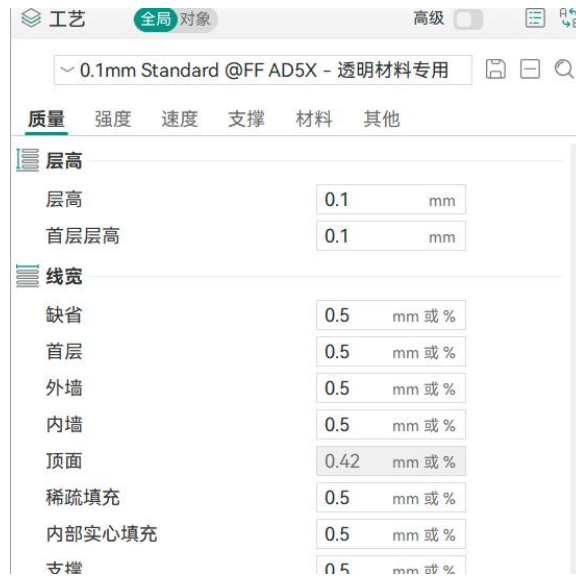 工艺 全局 对象 高级
0.1mm Standard @FF AD5X - 透明材料专用
质量 强度 速度 支撑 材料 其他
层高
层高 0.1 mm
首层层高 0.1 mm
线宽
缺省 0.5 mm 或 %
首层 0.5 mm 或 %
外墙 0.5 mm 或 %
内墙 0.5 mm 或 %
顶面 0.42 mm 或 %
稀疏填充 0.5 mm 或 %
内部实心填充 0.5 mm 或 %
支撑 0.5 mm 或 %